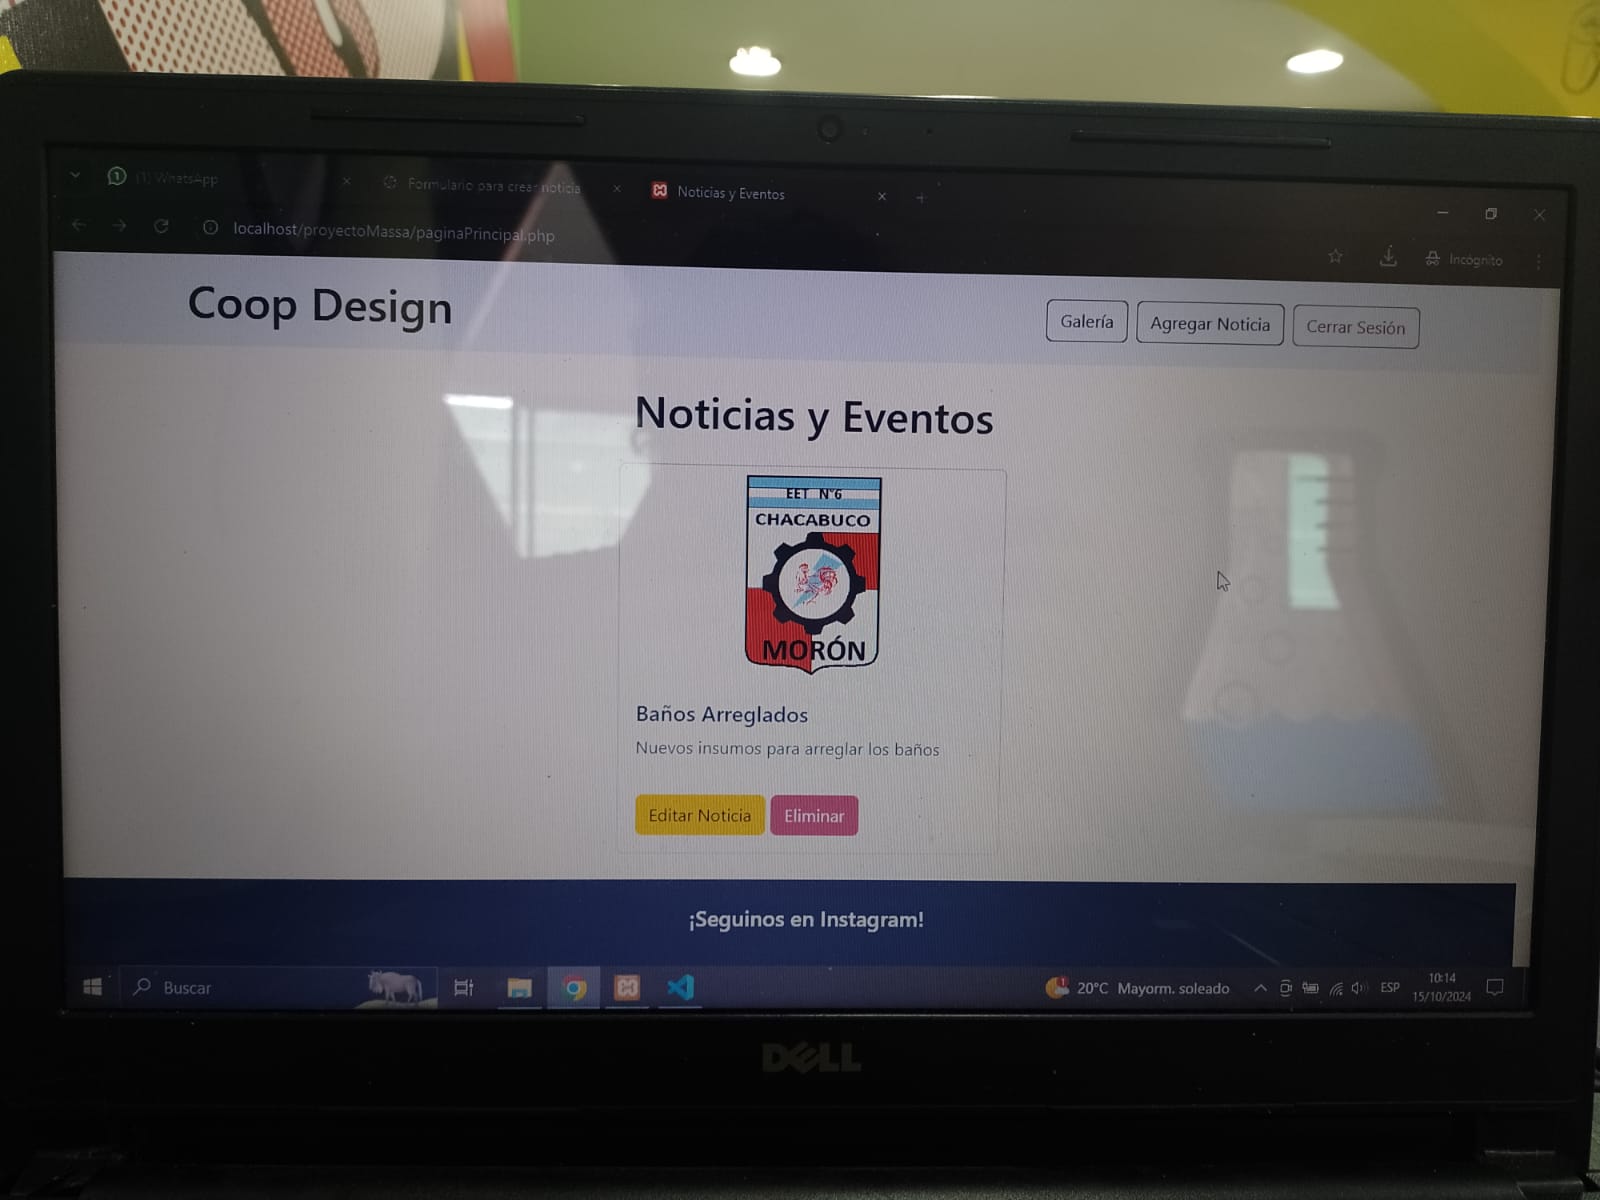 (1) WhatsApp
Formulario para crear noticia
Noticias y Eventos
localhost/proyectoMassa/paginaPrincipal.php
Incógnito
Coop Design
Galería
Agregar Noticia
Cerrar Sesión
Noticias y Eventos
EET N°6
CHACABUCO
MORÓN
Baños Arreglados
Nuevos insumos para arreglar los baños
Editar Noticia
Eliminar
¡Seguinos en Instagram!
Buscar
20°C Mayorm. soleado
ESP
10:14
15/10/2024
DELL